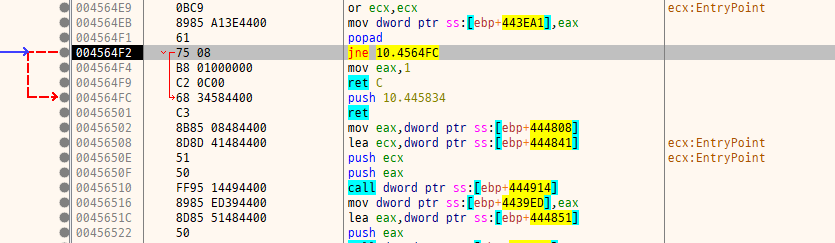 004564E9 0BC9 or ecx,ecx ecx:EntryPoint
004564EB 8985 A13E4400 mov dword ptr ss:[ebp+443EA1],eax
004564F1 61 popad
004564F2 75 08 jne 10.4564FC
004564F4 B8 01000000 mov eax,1
004564F9 C2 0C00 ret C
004564FC 68 34584400 push 10.445834
00456501 C3 ret
00456502 8B85 08484400 mov eax,dword ptr ss:[ebp+444808]
00456508 8D8D 41484400 lea ecx,dword ptr ss:[ebp+444841] ecx:EntryPoint
0045650E 51 push ecx ecx:EntryPoint
0045650F 50 push eax
00456510 FF95 14494400 call dword ptr ss:[ebp+444914]
00456516 8985 ED394400 mov dword ptr ss:[ebp+4439ED],eax
0045651C 8D85 51484400 lea eax,dword ptr ss:[ebp+444851]
00456522 50 push eax